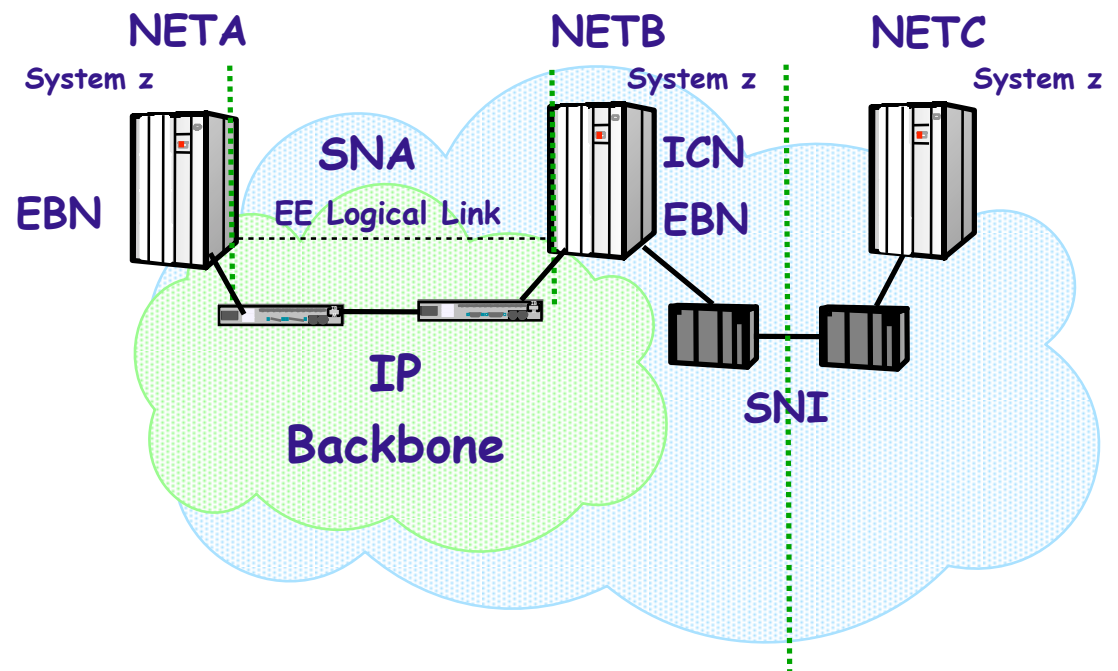 NETA
NETB
NETC
System z
System z
System z
SNA
ICN
EBN
EE Logical Link
EBN
IP
Backbone
SNI